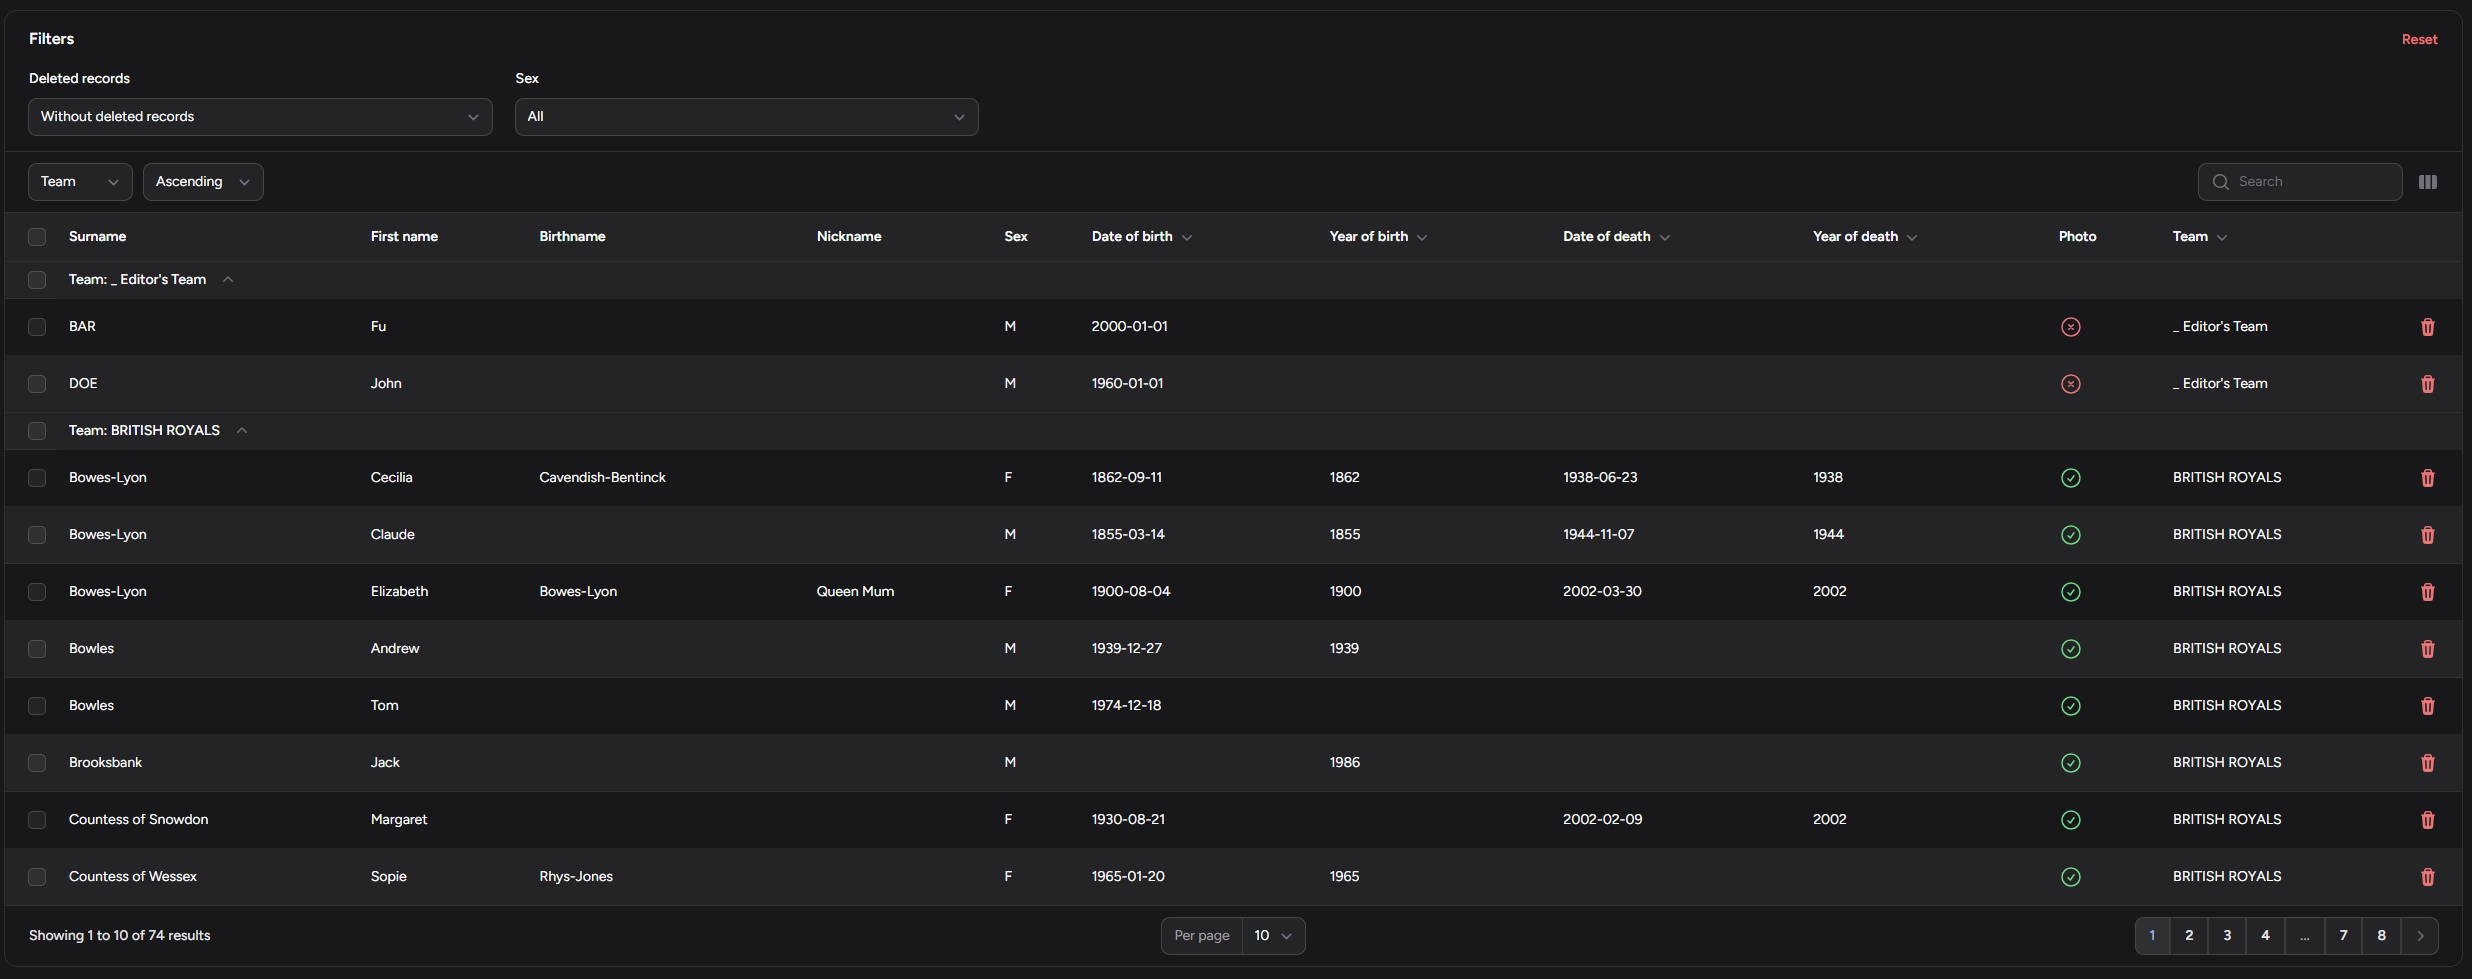 Filters
Reset
Deleted records
Sex
Without deleted records
All
Team
Ascending
Search
Surname First name Birthname Nickname Sex Date of birth Year of birth Date of death Year of death Photo Team
Team: _ Editor's Team
BAR Fu M 2000-01-01 _ Editor's Team
DOE John M 1960-01-01 _ Editor's Team
Team: BRITISH ROYALS
Bowes-Lyon Cecilia Cavendish-Bentinck F 1862-09-11 1862 1938-06-23 1938 BRITISH ROYALS
Bowes-Lyon Claude M 1855-03-14 1855 1944-11-07 1944 BRITISH ROYALS
Bowes-Lyon Elizabeth Bowes-Lyon Queen Mum F 1900-08-04 1900 2002-03-30 2002 BRITISH ROYALS
Bowles Andrew M 1939-12-27 1939 BRITISH ROYALS
Bowles Tom M 1974-12-18 BRITISH ROYALS
Brooksbank Jack M 1986 BRITISH ROYALS
Countess of Snowdon Margaret F 1930-08-21 2002-02-09 2002 BRITISH ROYALS
Countess of Wessex Sopie Rhys-Jones F 1965-01-20 1965 BRITISH ROYALS
Showing 1 to 10 of 74 results
Per page 10
1 2 3 4 ... 7 8